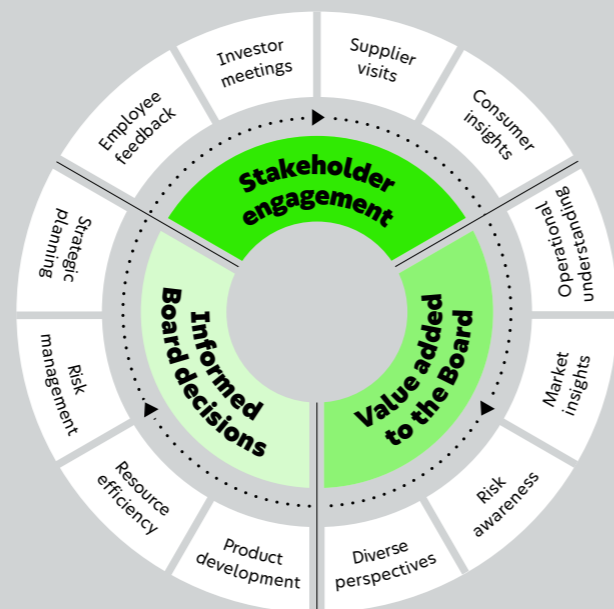 Employee
feedback
Investor
meetings
Supplier
visits
Consumer
insights
Operational
understanding
Market
insights
Risk
awareness
Diverse
perspectives
Product
development
Resource
efficiency
Risk
management
Strategic
planning
Stakeholder
engagement
Value added
to the Board
Informed
Board decisions